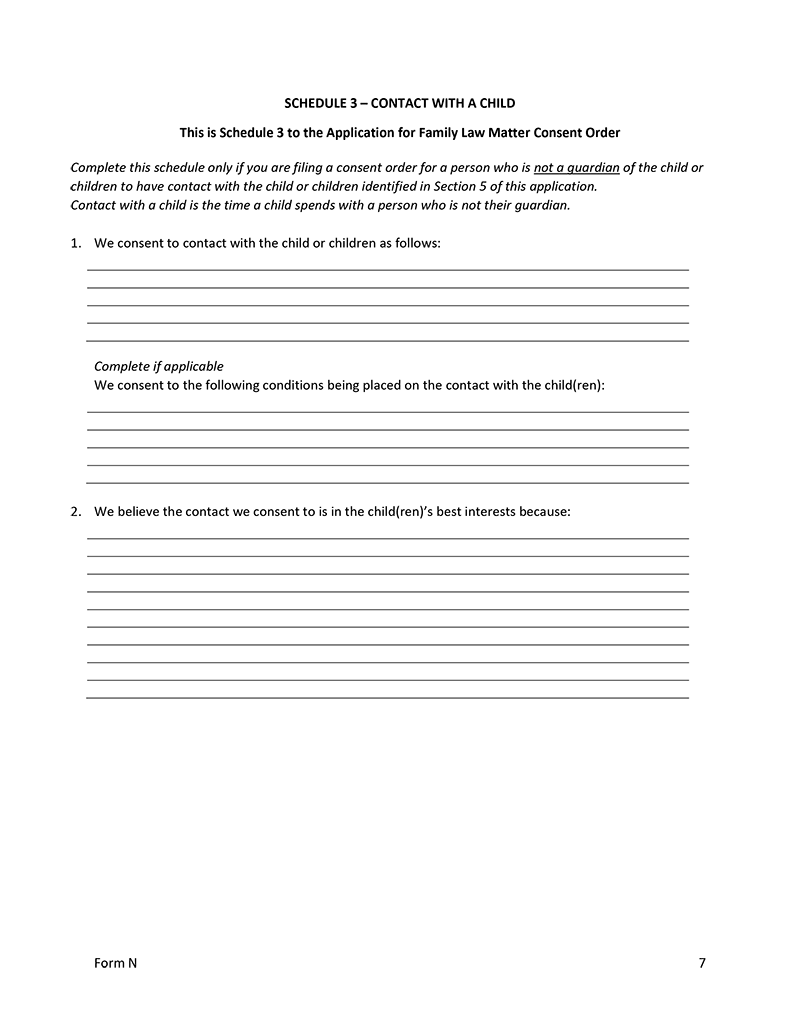 SCHEDULE 3 – CONTACT WITH A CHILD
This is Schedule 3 to the Application for Family Law Matter Consent Order
Complete this schedule only if you are filing a consent order for a person who is not a guardian of the child or
children to have contact with the child or children identified in Section 5 of this application.
Contact with a child is the time a child spends with a person who is not their guardian.
1. We consent to contact with the child or children as follows:
Complete if applicable
We consent to the following conditions being placed on the contact with the child(ren):
2. We believe the contact we consent to is in the child(ren)’s best interests because:
Form N 7